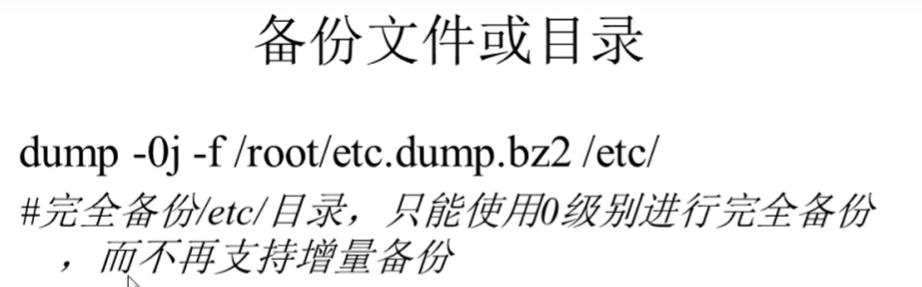 备份文件或目录
dump -0j -f /root/etc.dump.bz2 /etc/
#完全备份/etc/目录，只能使用0级别进行完全备份
，而不再支持增量备份